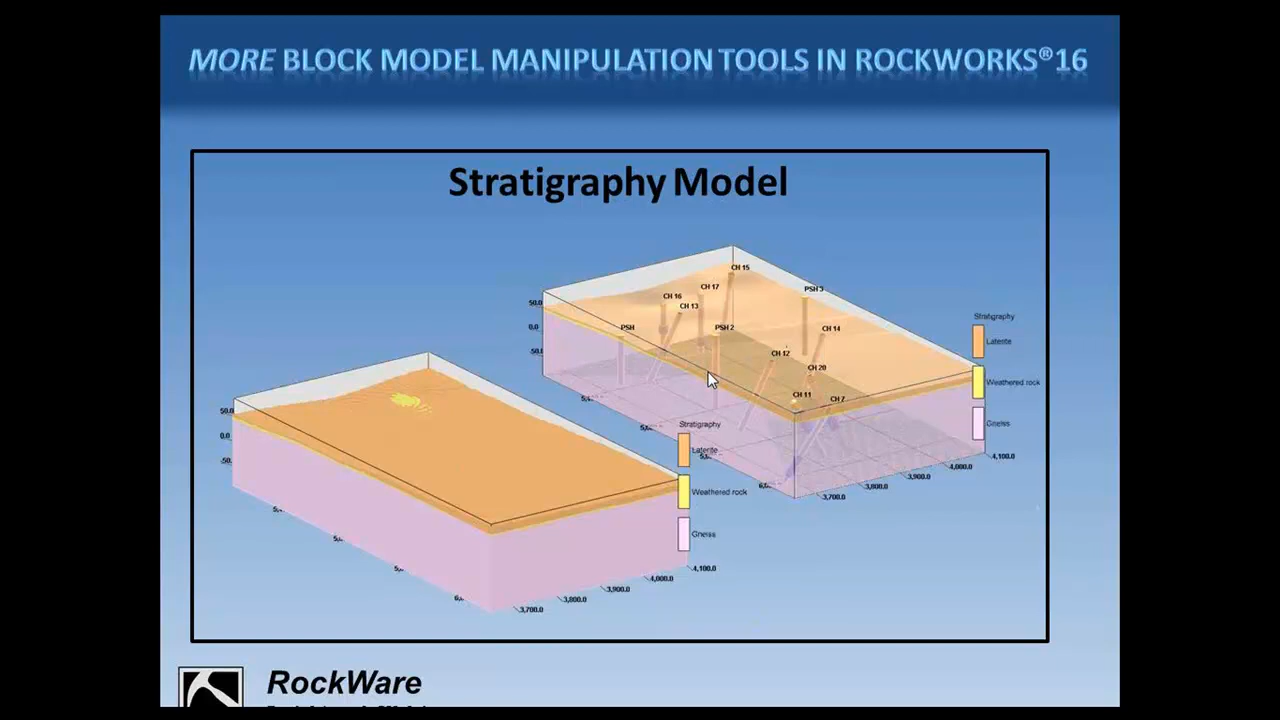 MORE BLOCK MODEL MANIPULATION TOOLS IN ROCKWORKS®16
Stratigraphy Model
CH 15
CH 17
PSH 3
CH 16
CH 13
50.0
Stratigraphy
0.0
PSH
PSH 2
CH 14
Laterite
-50.
CH 12
CH 20
Weathered rock
CH 11
CH 7
Gneiss
4,100.0
4,000.0
3,900.0
3,800.0
3,700.0
50.0
0.0
-50.
Stratigraphy
Laterite
Weathered rock
Gneiss
4,100.0
4,000.0
3,900.0
3,800.0
3,700.0
RockWare